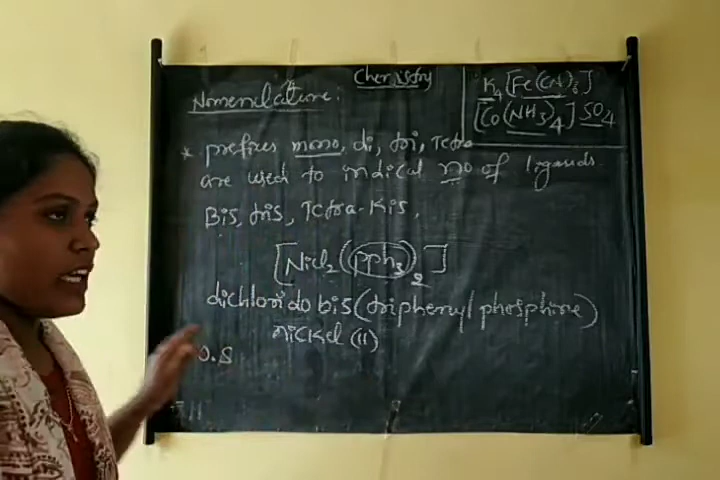 Chemistry
K4[Fe(CN)6]
[Co(NH3)4] SO4
Nomenclature:
* prefixes mono, di, tri, Tetra
are used to indical no of ligands.
Bis, tris, Tetra-Kis,
[NiCl2(pph3)2]
dichlorido bis(triphenyl phosphine)
nickel (II)